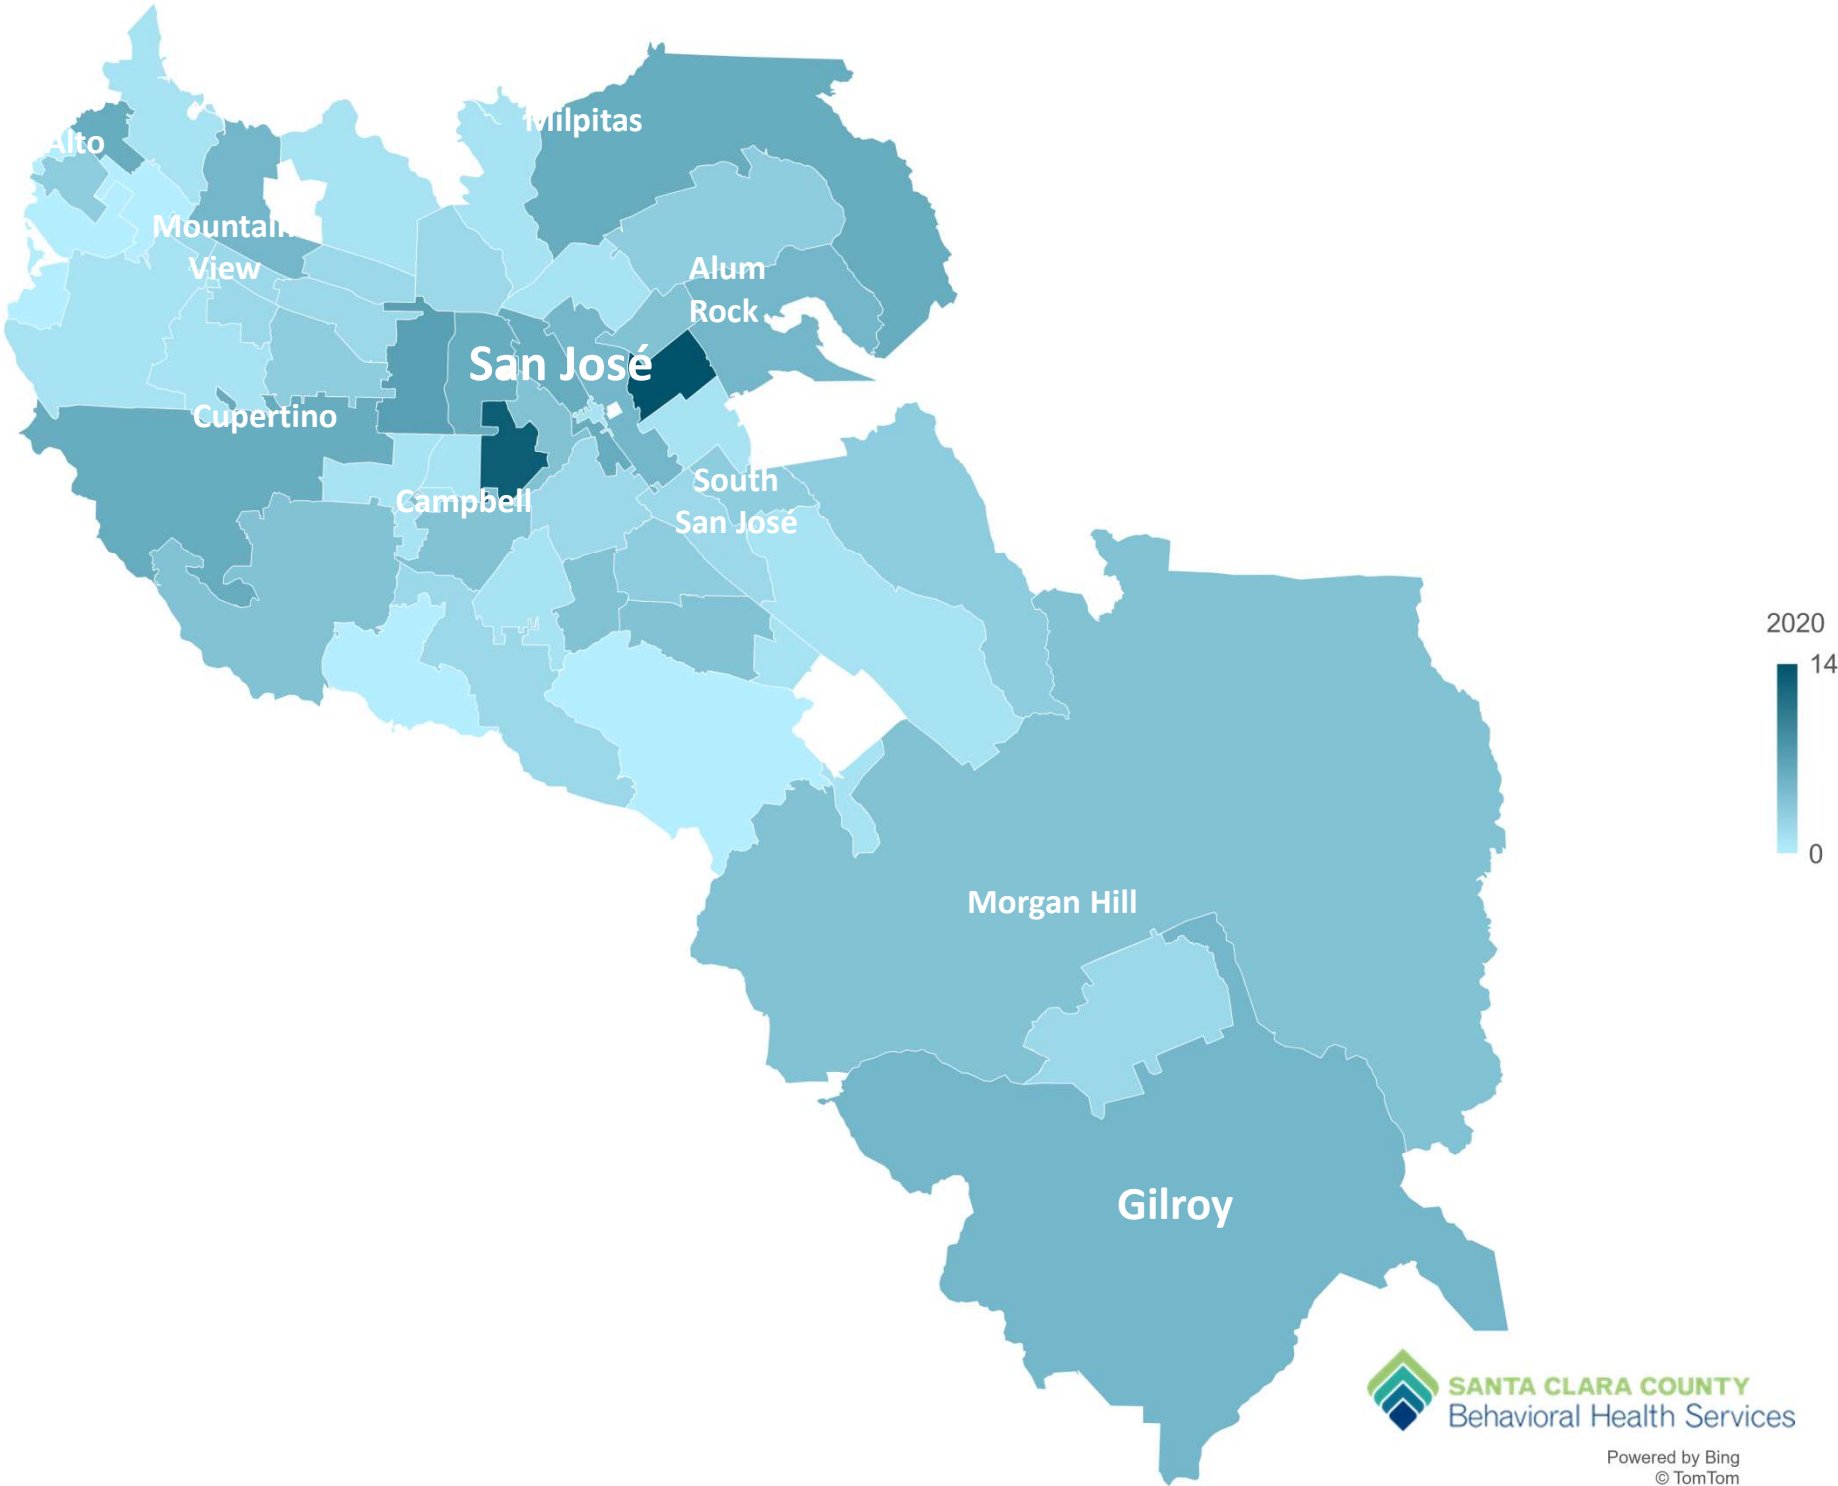 Milpitas
Alto
Mountain
View
Alum
Rock
San José
Cupertino
Campbell
South
San José
2020
14
0
Morgan Hill
Gilroy
SANTA CLARA COUNTY
Behavioral Health Services
Powered by Bing
© TomTom